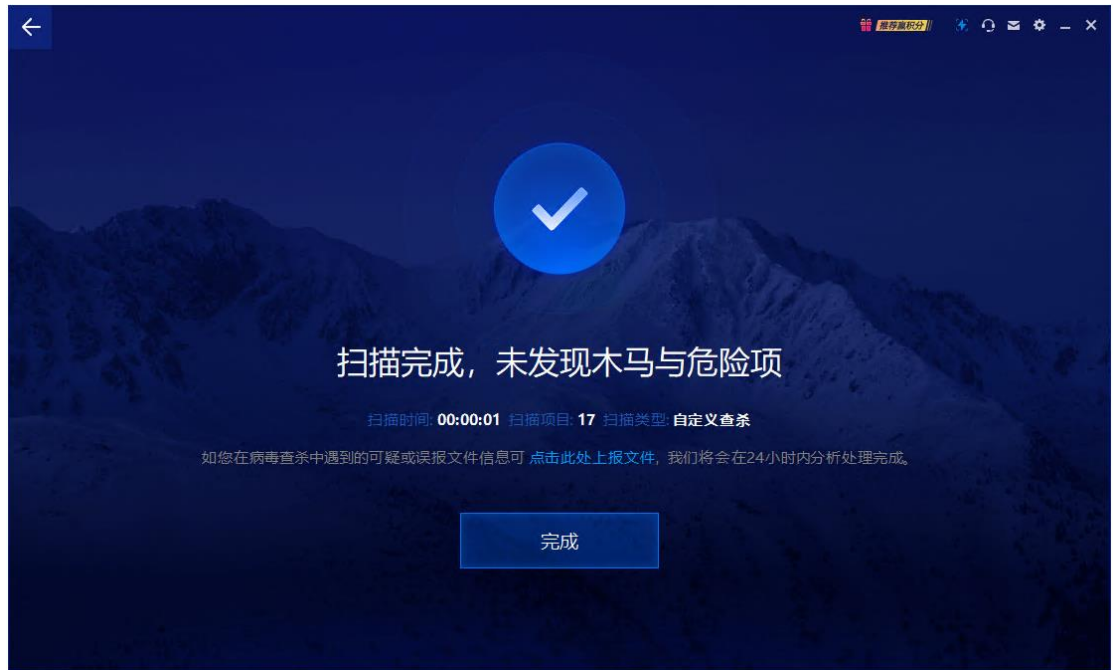 推荐赢积分
扫描完成，未发现木马与危险项
扫描时间: 00:00:01 扫描项目: 17 扫描类型: 自定义查杀
如您在病毒查杀中遇到的可疑或误报文件信息可 点击此处上报文件, 我们将会在24小时内分析处理完成。
完成